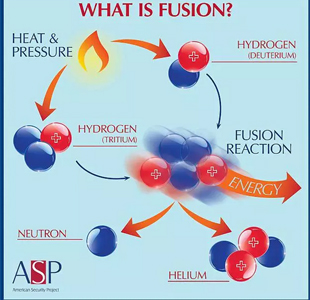 WHAT IS FUSION?
HEAT &
PRESSURE
HYDROGEN
(DEUTERIUM)
HYDROGEN
(TRITIUM)
FUSION
REACTION
ENERGY
NEUTRON
HELIUM
ASP
American Security Project